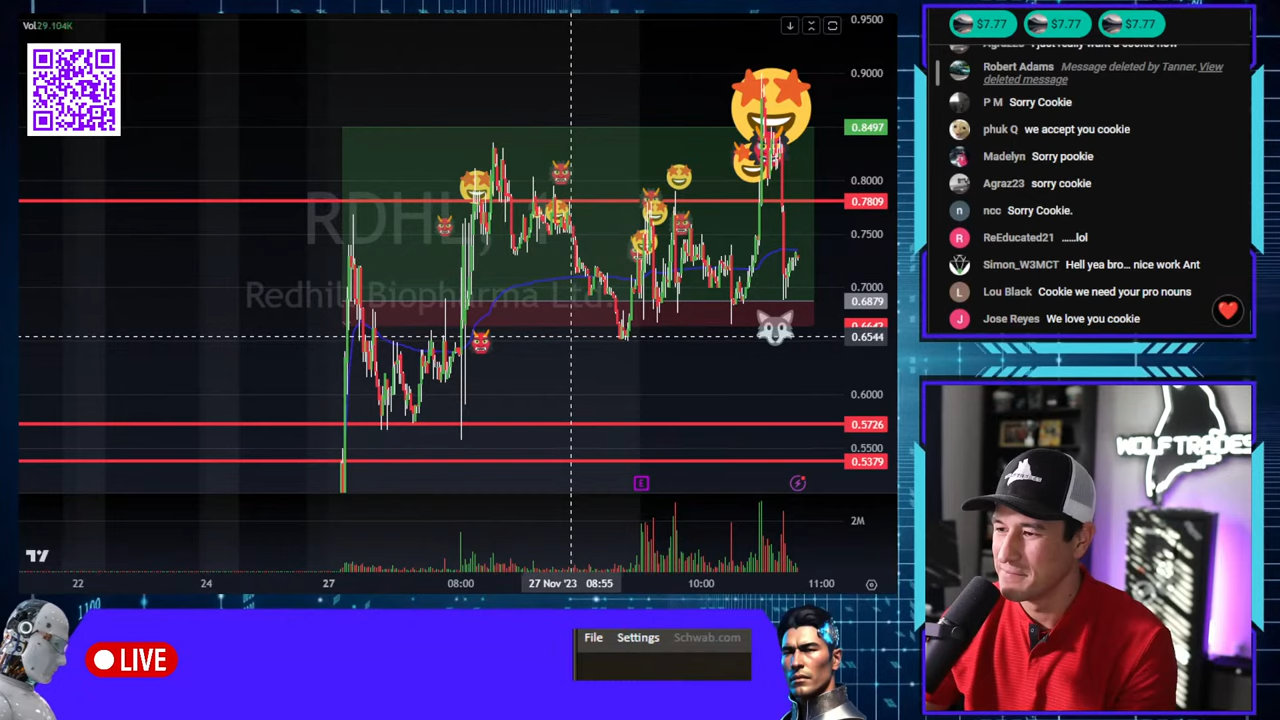 Vol29.104K
RDHL, 1
Redhill Biopharma Ltd.
0.9500
0.9000
0.8497
0.8000
0.7809
0.7500
0.7000
0.6879
0.6544
0.6000
0.5726
0.5500
0.5379
2M
E
22
24
27
08:00
27 Nov '23 08:55
10:00
11:00
$7.77
$7.77
$7.77
Robert Adams Message deleted by Tanner. View
deleted message
P M Sorry Cookie
phuk Q we accept you cookie
Madelyn Sorry pookie
Agraz23 sorry cookie
n
ncc Sorry Cookie.
R
ReEducated21 ......lol
Simon_W3MCT Hell yea bro... nice work Ant
L
Lou Black Cookie we need your pro nouns
J
Jose Reyes We love you cookie
WOLFTRADES
LIVE
File Settings Schwab.com